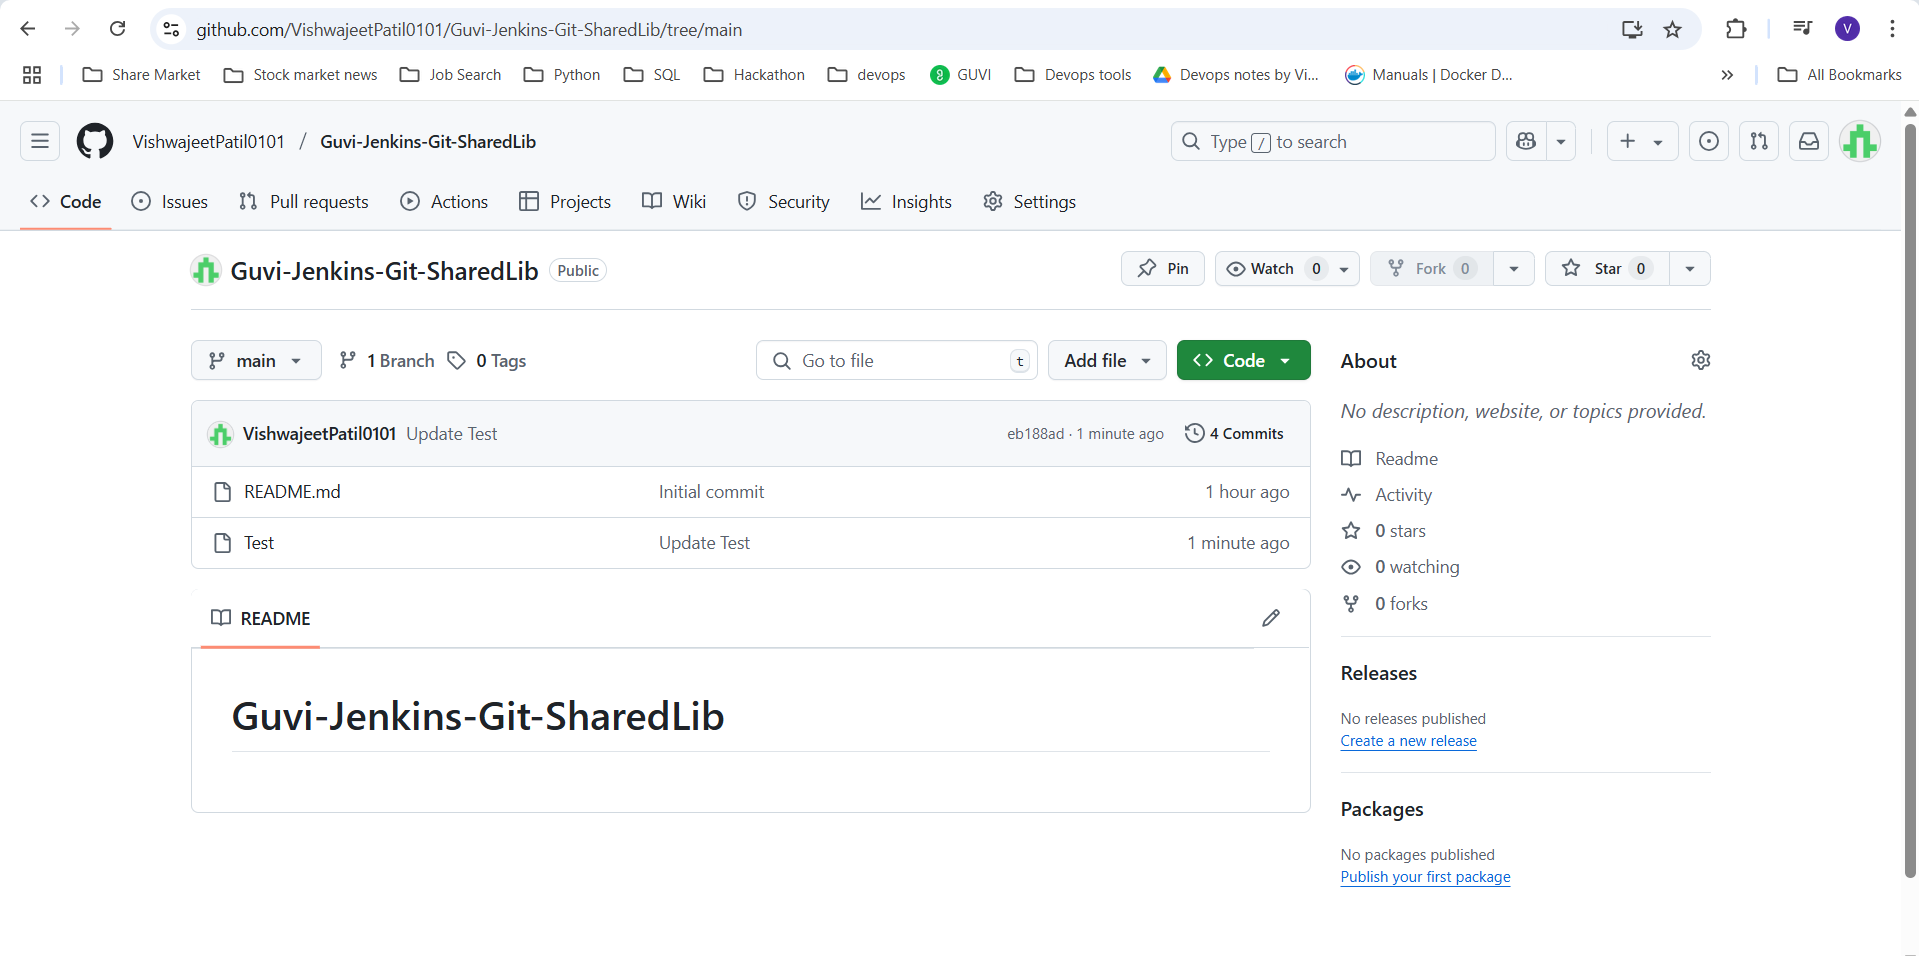 github.com/VishwajeetPatil0101/Guvi-Jenkins-Git-SharedLib/tree/main
V
Share Market Stock market news Job Search Python SQL Hackathon devops GUVI Devops tools Devops notes by Vi... Manuals | Docker D... » All Bookmarks
VishwajeetPatil0101 / Guvi-Jenkins-Git-SharedLib
Type / to search
Code Issues Pull requests Actions Projects Wiki Security Insights Settings
Guvi-Jenkins-Git-SharedLib Public
Pin Watch 0 Fork 0 Star 0
main 1 Branch 0 Tags
Go to file t Add file Code
VishwajeetPatil0101 Update Test eb188ad · 1 minute ago 4 Commits
README.md Initial commit 1 hour ago
Test Update Test 1 minute ago
README
Guvi-Jenkins-Git-SharedLib
About
No description, website, or topics provided.
Readme
Activity
0 stars
0 watching
0 forks
Releases
No releases published
Create a new release
Packages
No packages published
Publish your first package